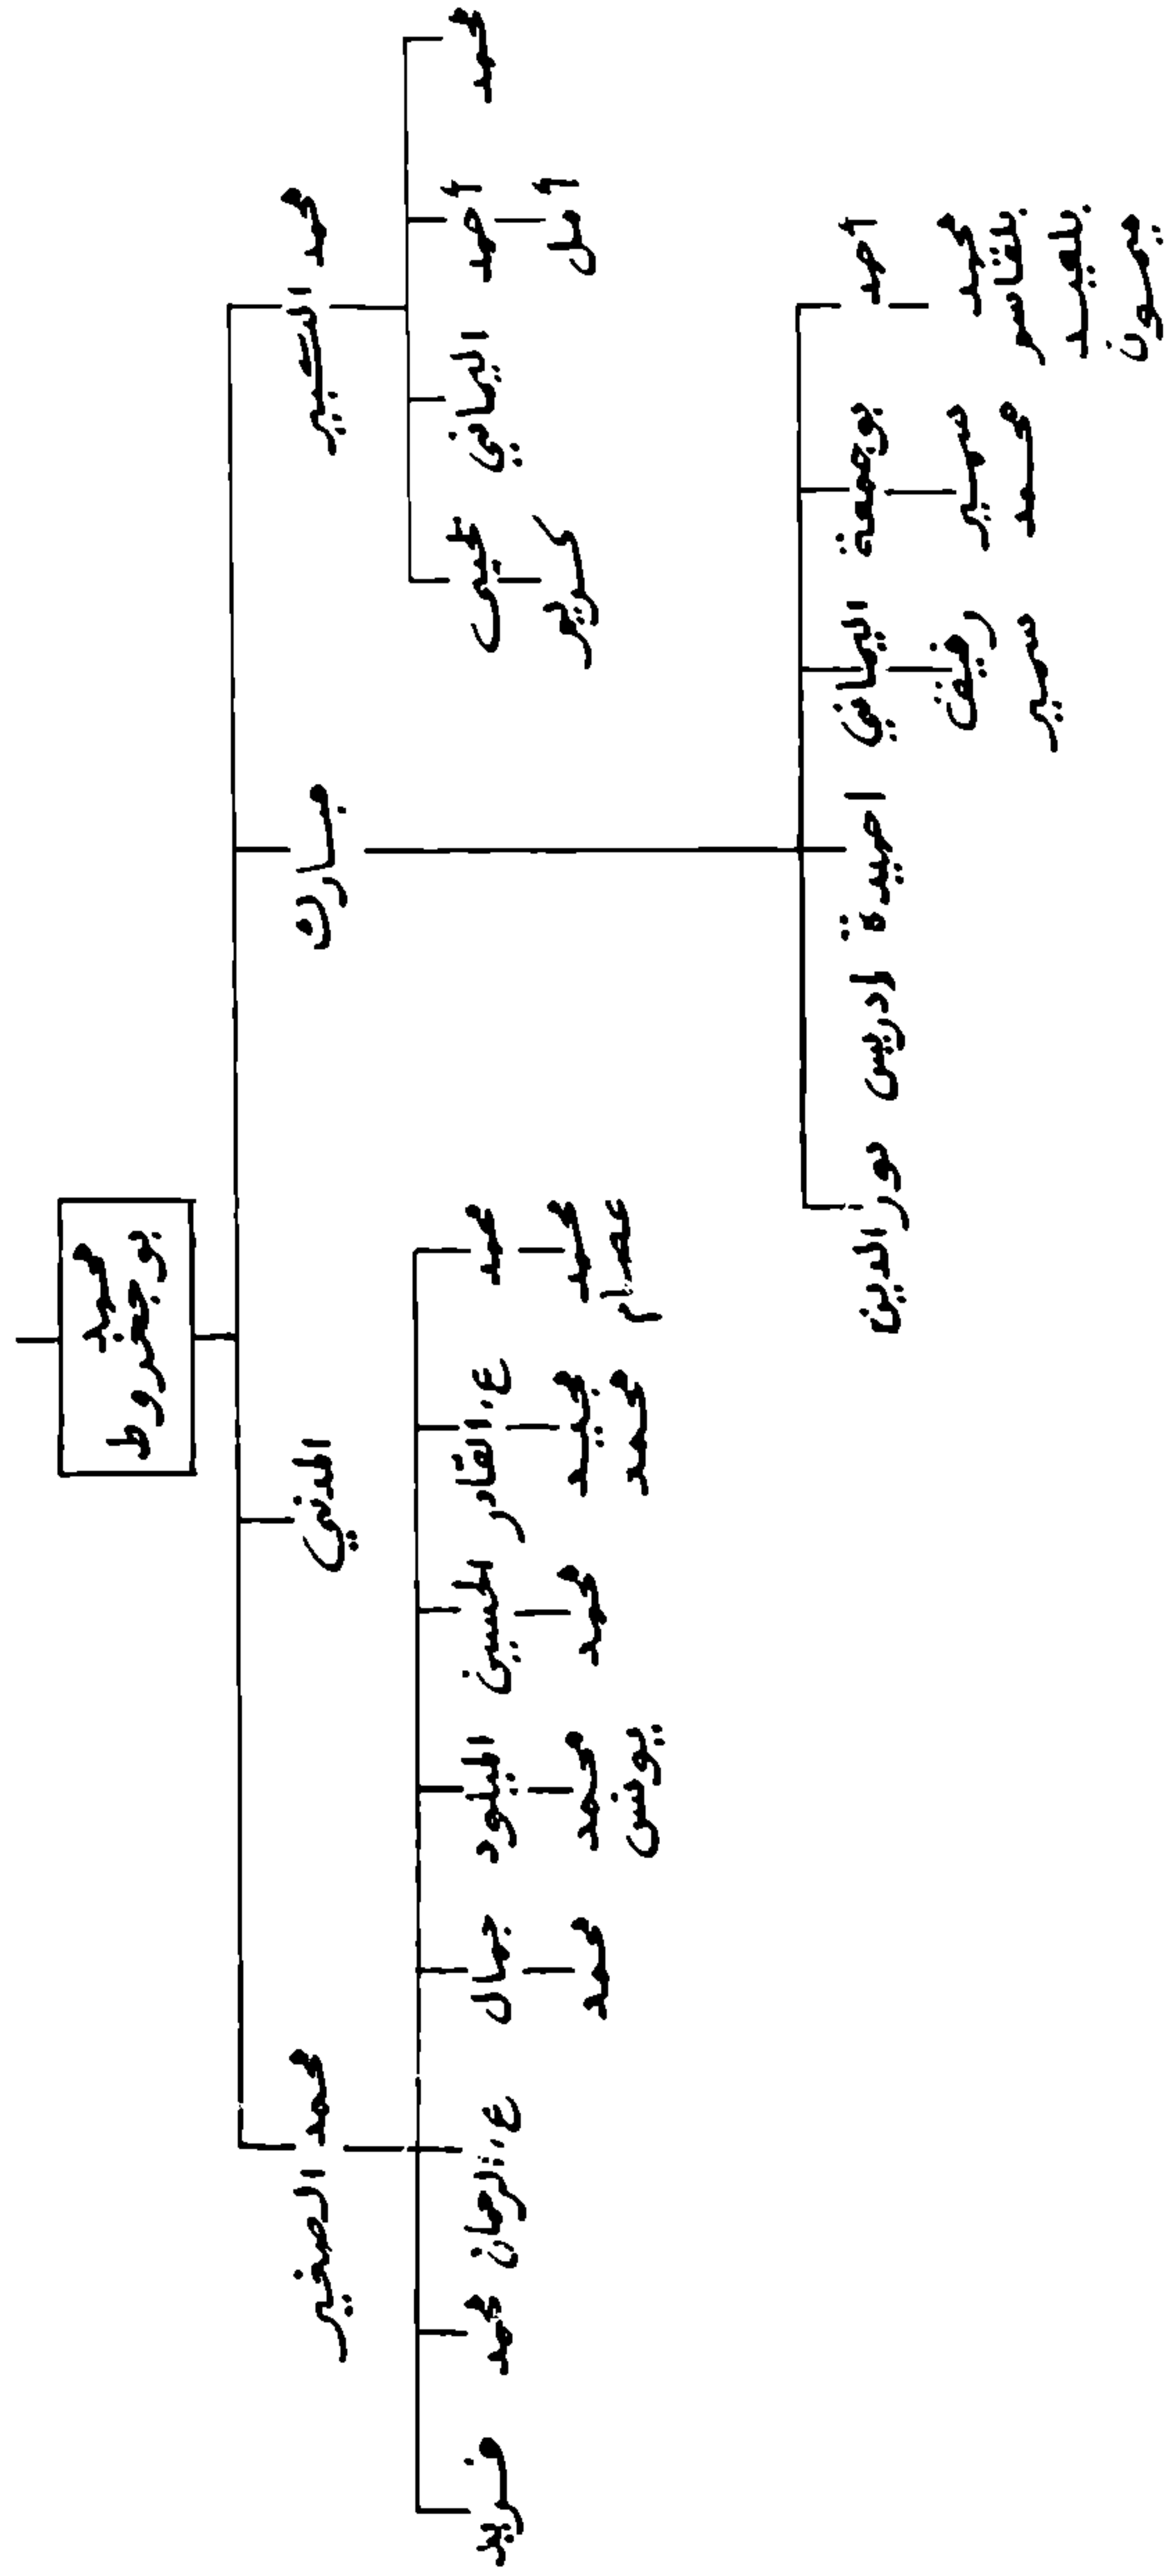 محمد
بوجغروط
محمد الكبير
مبارك
المدني
محمد الصغير
محمد
أحمد
اليماني
يحيى
أمل
كريم
محمد
ع.القادر
الحسين
الميلود
جمال
ع.الرحمان
محمد
فريد
محمد
عصام
مجيد
محمد
محمد
محمد
يونس
محمد
أحمد
بوجمعة
اليماني
احميدة
إدريس
نور الدين
محمد
بلقاسم
بلعيد
ميمون
سمير
محمد
رفيق
سمير